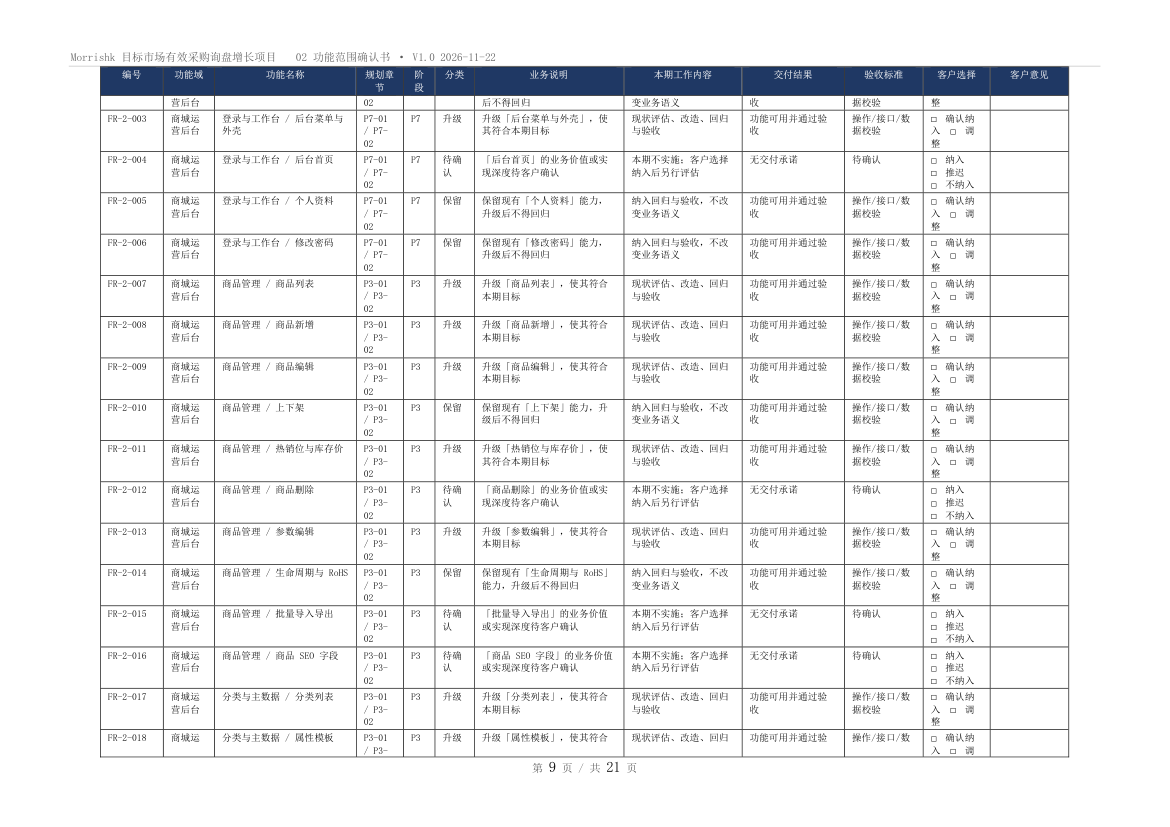 Morrishk 目标市场有效采购询盘增长项目 02 功能范围确认书 • V1.0 2026-11-22
编号 功能域 功能名称 规划章 阶 分类 业务说明 本期工作内容 交付结果 验收标准 客户选择 客户意见
节 段
营后台 02 后不得回归 变业务语义 收 据校验 整
FR-2-003 商城运 登录与工作台 / 后台菜单与 P7-01 P7 升级 升级「后台菜单与外壳」，使 现状评估、改造、回归 功能可用并通过验 操作/接口/数 □ 确认纳
营后台 外壳 / P7- 其符合本期目标 与验收 收 据校验 入 □ 调
02 整
FR-2-004 商城运 登录与工作台 / 后台首页 P7-01 P7 待确 「后台首页」的业务价值或实 本期不实施；客户选择 无交付承诺 待确认 □ 纳入
营后台 / P7- 认 现深度待客户确认 纳入后另行评估 □ 推迟
02 □ 不纳入
FR-2-005 商城运 登录与工作台 / 个人资料 P7-01 P7 保留 保留现有「个人资料」能力， 纳入回归与验收，不改 功能可用并通过验 操作/接口/数 □ 确认纳
营后台 / P7- 升级后不得回归 变业务语义 收 据校验 入 □ 调
02 整
FR-2-006 商城运 登录与工作台 / 修改密码 P7-01 P7 保留 保留现有「修改密码」能力， 纳入回归与验收，不改 功能可用并通过验 操作/接口/数 □ 确认纳
营后台 / P7- 升级后不得回归 变业务语义 收 据校验 入 □ 调
02 整
FR-2-007 商城运 商品管理 / 商品列表 P3-01 P3 升级 升级「商品列表」，使其符合 现状评估、改造、回归 功能可用并通过验 操作/接口/数 □ 确认纳
营后台 / P3- 本期目标 与验收 收 据校验 入 □ 调
02 整
FR-2-008 商城运 商品管理 / 商品新增 P3-01 P3 升级 升级「商品新增」，使其符合 现状评估、改造、回归 功能可用并通过验 操作/接口/数 □ 确认纳
营后台 / P3- 本期目标 与验收 收 据校验 入 □ 调
02 整
FR-2-009 商城运 商品管理 / 商品编辑 P3-01 P3 升级 升级「商品编辑」，使其符合 现状评估、改造、回归 功能可用并通过验 操作/接口/数 □ 确认纳
营后台 / P3- 本期目标 与验收 收 据校验 入 □ 调
02 整
FR-2-010 商城运 商品管理 / 上下架 P3-01 P3 保留 保留现有「上下架」能力，升 纳入回归与验收，不改 功能可用并通过验 操作/接口/数 □ 确认纳
营后台 / P3- 级后不得回归 变业务语义 收 据校验 入 □ 调
02 整
FR-2-011 商城运 商品管理 / 热销位与库存价 P3-01 P3 升级 升级「热销位与库存价」，使 现状评估、改造、回归 功能可用并通过验 操作/接口/数 □ 确认纳
营后台 / P3- 其符合本期目标 与验收 收 据校验 入 □ 调
02 整
FR-2-012 商城运 商品管理 / 商品删除 P3-01 P3 待确 「商品删除」的业务价值或实 本期不实施；客户选择 无交付承诺 待确认 □ 纳入
营后台 / P3- 认 现深度待客户确认 纳入后另行评估 □ 推迟
02 □ 不纳入
FR-2-013 商城运 商品管理 / 参数编辑 P3-01 P3 升级 升级「参数编辑」，使其符合 现状评估、改造、回归 功能可用并通过验 操作/接口/数 □ 确认纳
营后台 / P3- 本期目标 与验收 收 据校验 入 □ 调
02 整
FR-2-014 商城运 商品管理 / 生命周期与 RoHS P3-01 P3 保留 保留现有「生命周期与 RoHS」 纳入回归与验收，不改 功能可用并通过验 操作/接口/数 □ 确认纳
营后台 / P3- 能力，升级后不得回归 变业务语义 收 据校验 入 □ 调
02 整
FR-2-015 商城运 商品管理 / 批量导入导出 P3-01 P3 待确 「批量导入导出」的业务价值 本期不实施；客户选择 无交付承诺 待确认 □ 纳入
营后台 / P3- 认 或实现深度待客户确认 纳入后另行评估 □ 推迟
02 □ 不纳入
FR-2-016 商城运 商品管理 / 商品 SEO 字段 P3-01 P3 待确 「商品 SEO 字段」的业务价值 本期不实施；客户选择 无交付承诺 待确认 □ 纳入
营后台 / P3- 认 或实现深度待客户确认 纳入后另行评估 □ 推迟
02 □ 不纳入
FR-2-017 商城运 分类与主数据 / 分类列表 P3-01 P3 升级 升级「分类列表」，使其符合 现状评估、改造、回归 功能可用并通过验 操作/接口/数 □ 确认纳
营后台 / P3- 本期目标 与验收 收 据校验 入 □ 调
02 整
FR-2-018 商城运 分类与主数据 / 属性模板 P3-01 P3 升级 升级「属性模板」，使其符合 现状评估、改造、回归 功能可用并通过验 操作/接口/数 □ 确认纳
/ P3- 入 □ 调
第 9 页 / 共 21 页